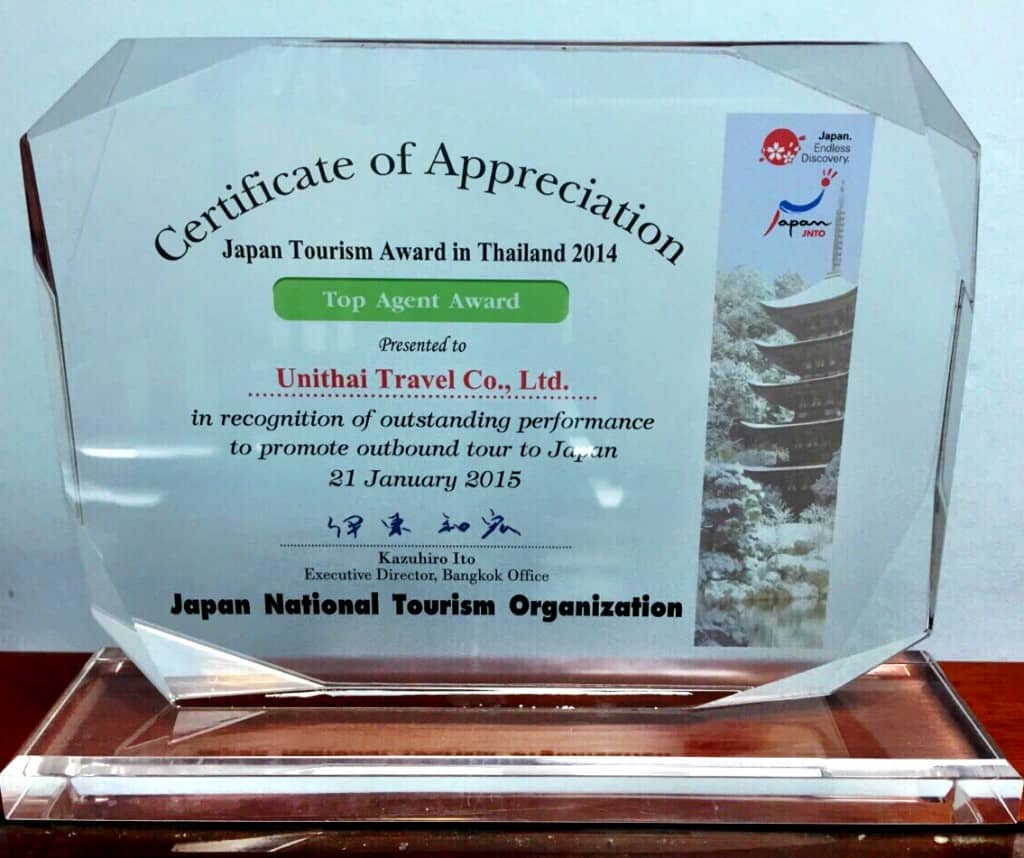 Certificate of Appreciation
Japan Tourism Award in Thailand 2014
Top Agent Award
Presented to
Unithai Travel Co., Ltd.
in recognition of outstanding performance
to promote outbound tour to Japan
21 January 2015
伊東 和宏
Kazuhiro Ito
Executive Director, Bangkok Office
Japan National Tourism Organization
Japan.
Endless
Discovery.
Japan
JNTO